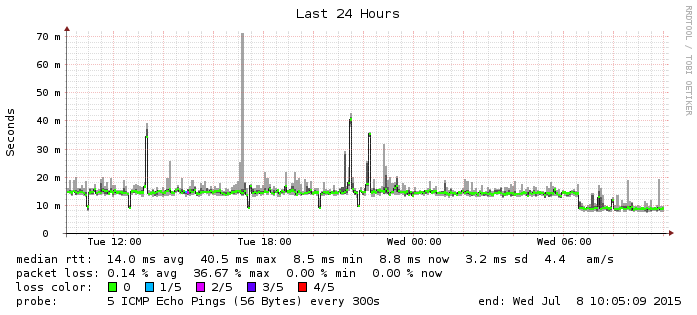 Last 24 Hours
RRDTOOL / TOBI OETIKER
Seconds
70 m
60 m
50 m
40 m
30 m
20 m
10 m
0
Tue 12:00 Tue 18:00 Wed 00:00 Wed 06:00
median rtt: 14.0 ms avg 40.5 ms max 8.5 ms min 8.8 ms now 3.2 ms sd 4.4 am/s
packet loss: 0.14 % avg 36.67 % max 0.00 % min 0.00 % now
loss color: 0 1/5 2/5 3/5 4/5
probe: 5 ICMP Echo Pings (56 Bytes) every 300s end: Wed Jul 8 10:05:09 2015